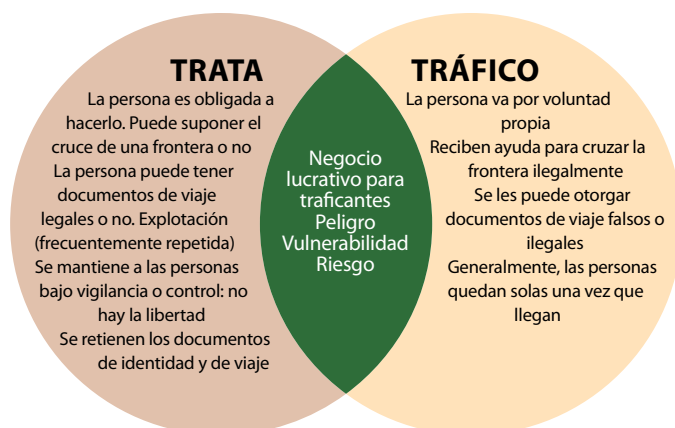 TRATA
La persona es obligada a
hacerlo. Puede suponer el
cruce de una frontera o no
La persona puede tener
documentos de viaje
legales o no. Explotación
(frecuentemente repetida)
Se mantiene a las personas
bajo vigilancia o control: no
hay la libertad
Se retienen los documentos
de identidad y de viaje
Negocio
lucrativo para
traficantes
Peligro
Vulnerabilidad
Riesgo
TRÁFICO
La persona va por voluntad
propia
Reciben ayuda para cruzar la
frontera ilegalmente
Se les puede otorgar
documentos de viaje falsos o
ilegales
Generalmente, las personas
quedan solas una vez que
llegan